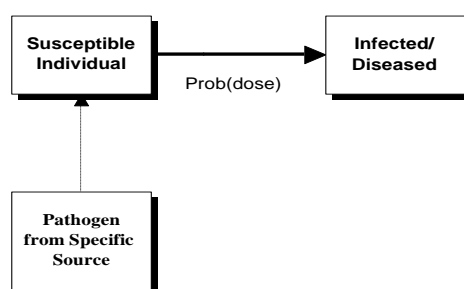 Susceptible
Individual
Infected/
Diseased
Prob(dose)
Pathogen
from Specific
Source